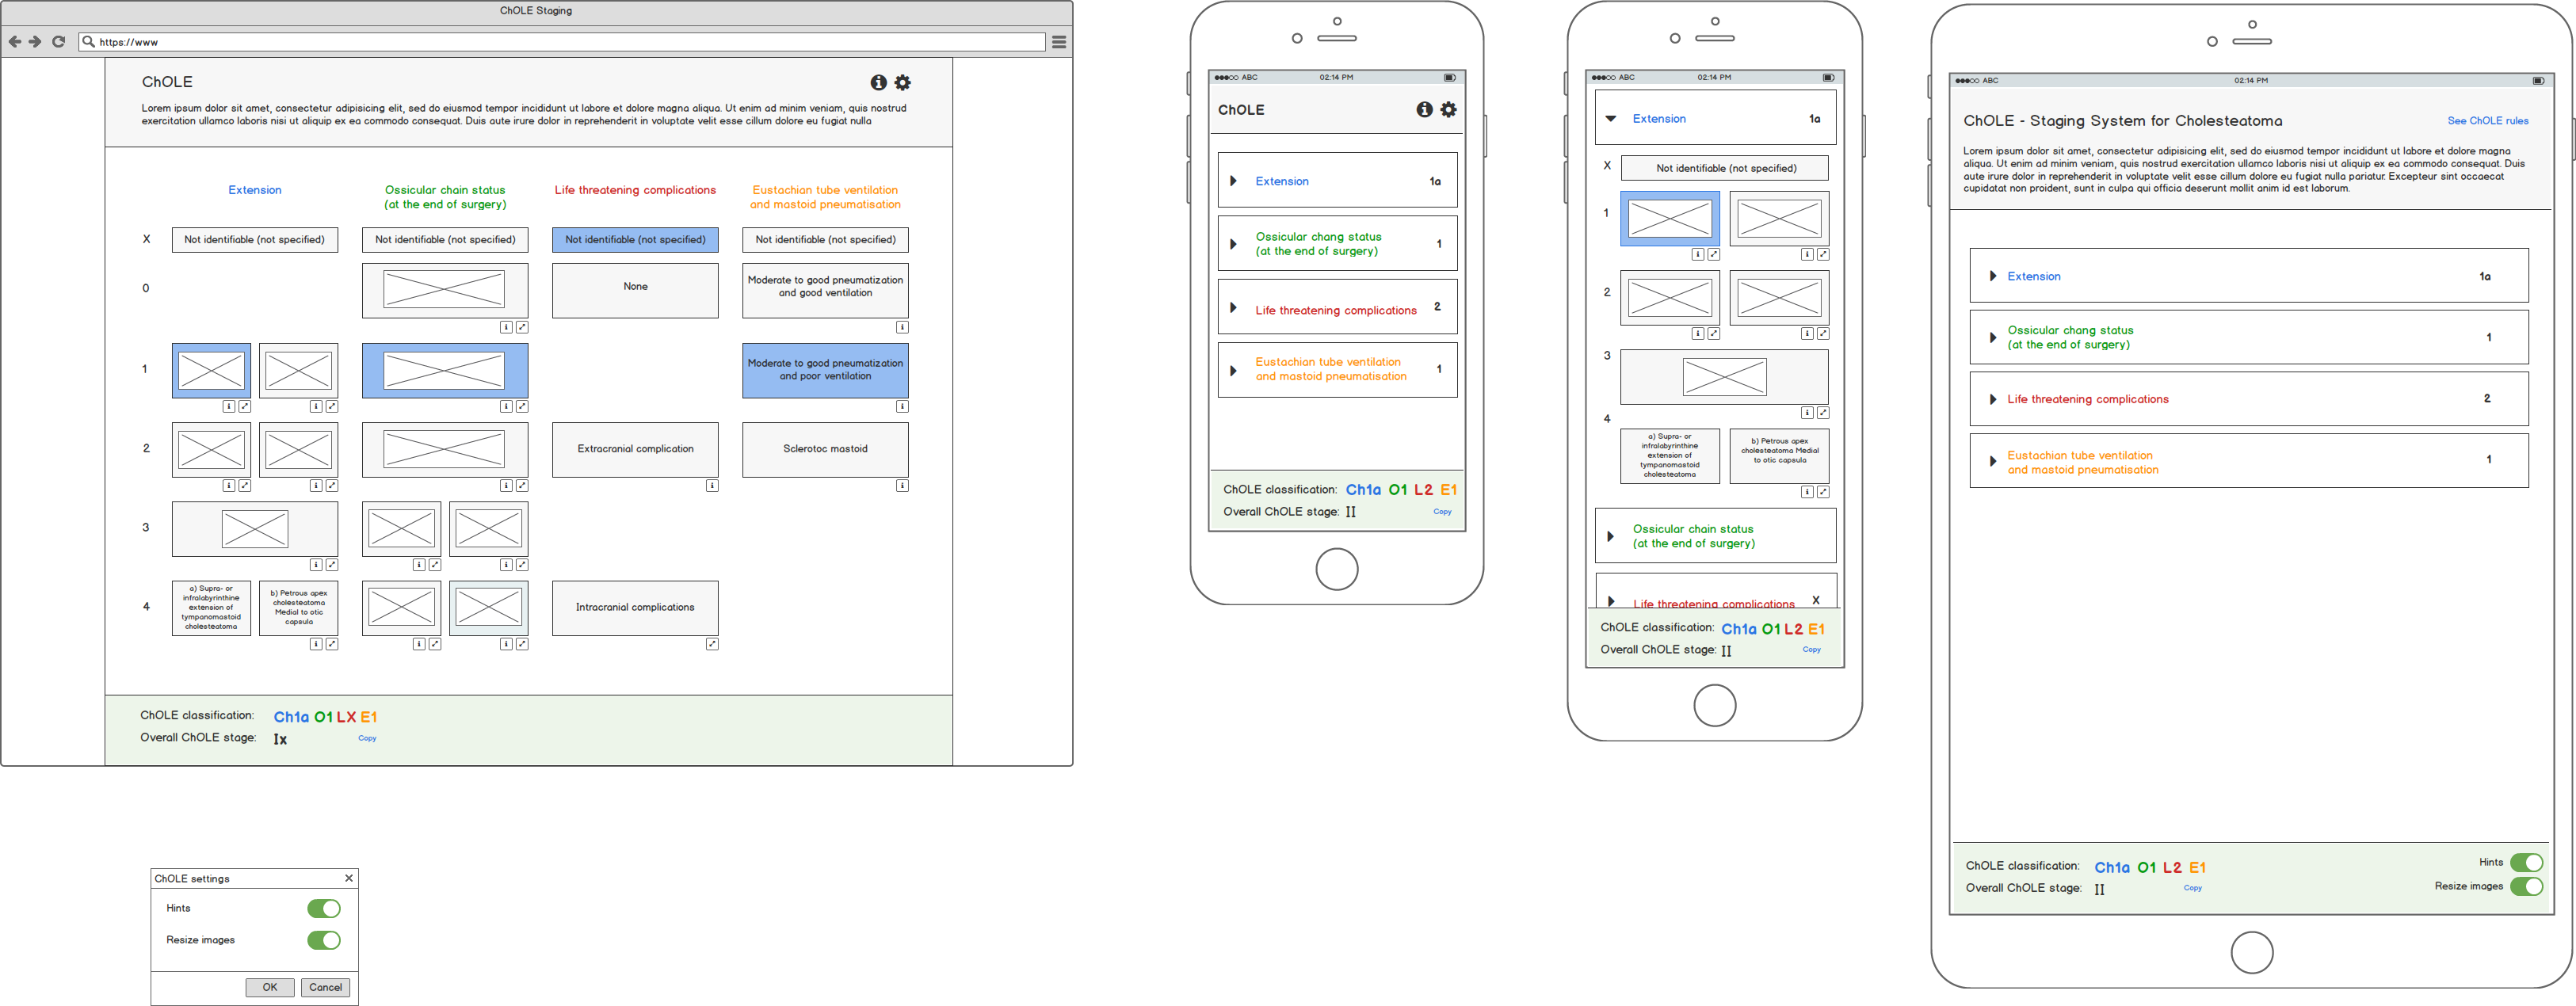 ChOLE Staging
https://www
ChOLE
Lorem ipsum dolor sit amet, consectetur adipisicing elit, sed do eiusmod tempor incididunt ut labore et dolore magna aliqua. Ut enim ad minim veniam, quis nostrud
exercitation ullamco laboris nisi ut aliquip ex ea commodo consequat. Duis aute irure dolor in reprehenderit in voluptate velit esse cillum dolore eu fugiat nulla
Extension
Ossicular chain status
(at the end of surgery)
Life threatening complications
Eustachian tube ventilation
and mastoid pneumatisation
X
Not identifiable (not specified)
Not identifiable (not specified)
Not identifiable (not specified)
Not identifiable (not specified)
0
None
Moderate to good pneumatization
and good ventilation
1
Moderate to good pneumatization
and poor ventilation
2
Extracranial complication
Sclerotoc mastoid
3
4
a) Supra- or
infralabyrinthine
extension of
tympanomastoid
cholesteatoma
b) Petrous apex
cholesteatoma
Medial to otic
capsula
Intracranial complications
ChOLE classification: Ch1a O1 LX E1
Overall ChOLE stage: Ix
Copy
ChOLE settings
Hints
Resize images
OK
Cancel
ABC
02:14 PM
ChOLE
Extension
1a
Ossicular chang status
(at the end of surgery)
1
Life threatening complications
2
Eustachian tube ventilation
and mastoid pneumatisation
1
ChOLE classification: Ch1a O1 L2 E1
Overall ChOLE stage: II
Copy
ABC
02:14 PM
Extension
1a
X
Not identifiable (not specified)
1
2
3
4
a) Supra- or
infralabyrinthine
extension of
tympanomastoid
cholesteatoma
b) Petrous apex
cholesteatoma Medial
to otic capsula
Ossicular chain status
(at the end of surgery)
Life threatening complications
X
ChOLE classification: Ch1a O1 L2 E1
Overall ChOLE stage: II
Copy
ABC
02:14 PM
ChOLE - Staging System for Cholesteatoma
See ChOLE rules
Lorem ipsum dolor sit amet, consectetur adipisicing elit, sed do eiusmod tempor incididunt ut labore et dolore magna
aliqua. Ut enim ad minim veniam, quis nostrud exercitation ullamco laboris nisi ut aliquip ex ea commodo consequat. Duis
aute irure dolor in reprehenderit in voluptate velit esse cillum dolore eu fugiat nulla pariatur. Excepteur sint occaecat
cupidatat non proident, sunt in culpa qui officia deserunt mollit anim id est laborum.
Extension
1a
Ossicular chang status
(at the end of surgery)
1
Life threatening complications
2
Eustachian tube ventilation
and mastoid pneumatisation
1
ChOLE classification: Ch1a O1 L2 E1
Overall ChOLE stage: II
Copy
Hints
Resize images